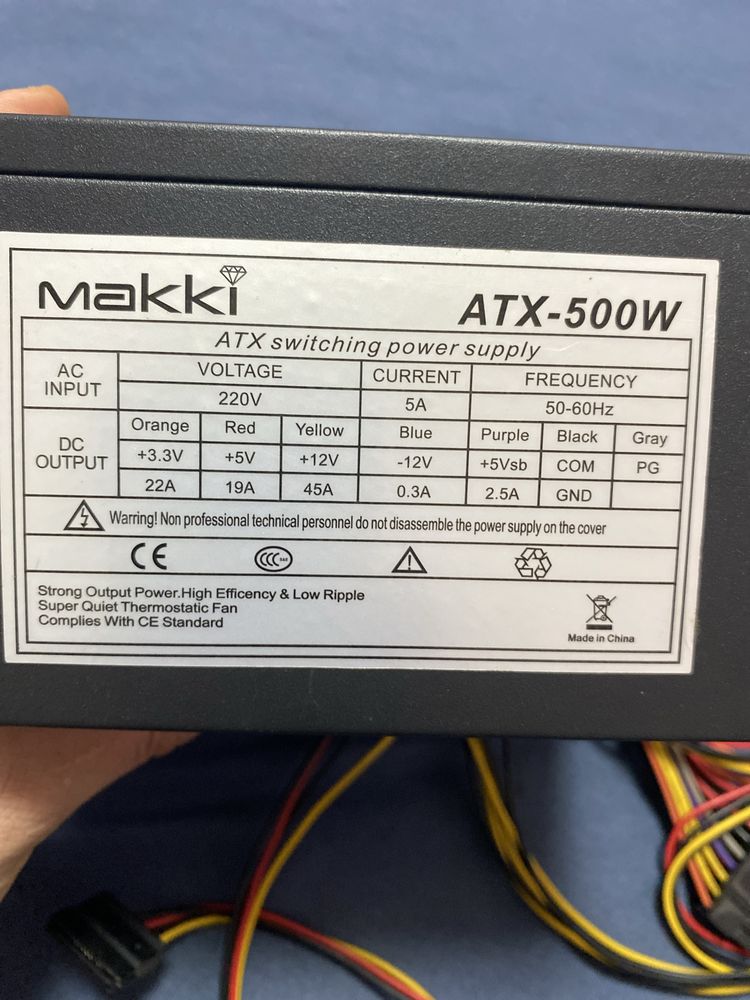 Makki
ATX-500W
ATX switching power supply
AC INPUT VOLTAGE CURRENT FREQUENCY
220V 5A 50-60Hz
DC OUTPUT Orange Red Yellow Blue Purple Black Gray
+3.3V +5V +12V -12V +5Vsb COM PG
22A 19A 45A 0.3A 2.5A GND
Warring! Non professional technical personnel do not disassemble the power supply on the cover
CE CCC
Strong Output Power.High Efficency & Low Ripple
Super Quiet Thermostatic Fan
Complies With CE Standard
Made in China